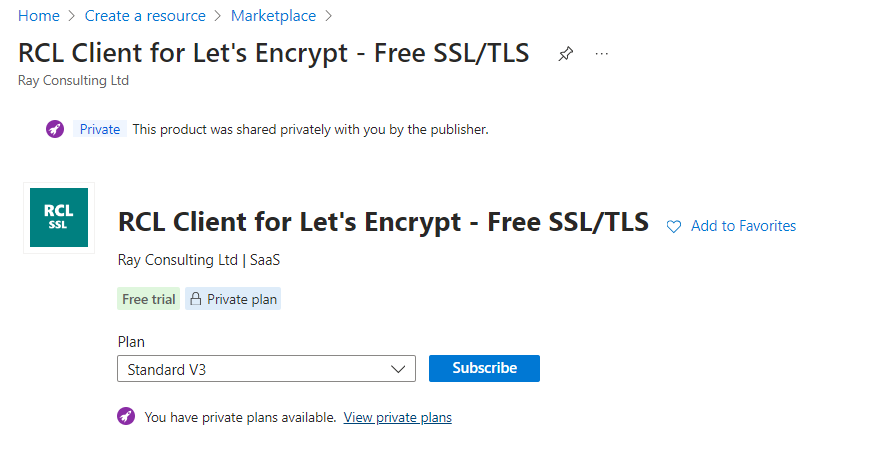 Home > Create a resource > Marketplace >
RCL Client for Let's Encrypt - Free SSL/TLS ...
Ray Consulting Ltd
Private This product was shared privately with you by the publisher.
RCL
SSL
RCL Client for Let's Encrypt - Free SSL/TLS Add to Favorites
Ray Consulting Ltd | SaaS
Free trial Private plan
Plan
Standard V3 Subscribe
You have private plans available. View private plans